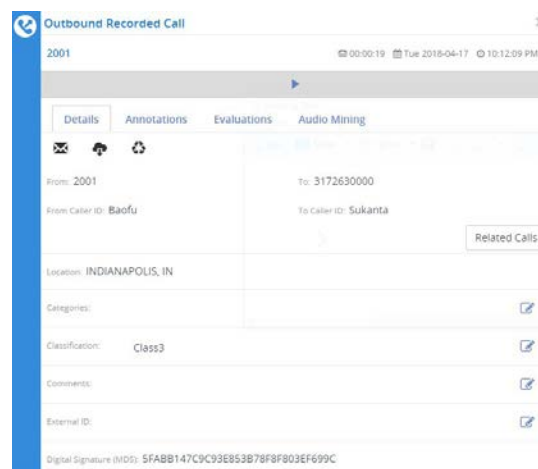 Outbound Recorded Call
2001 00:00:19 Tue 2018-04-17 10:12:09 PM
Details Annotations Evaluations Audio Mining
From: 2001 To: 3172630000
From Caller ID: Baofu To Caller ID: Sukanta
Related Calls
Location: INDIANAPOLIS, IN
Categories:
Classification: Class3
Comments:
External ID:
Digital Signature (MD5): 5FABB147C9C93E853B78F8F803EF699C